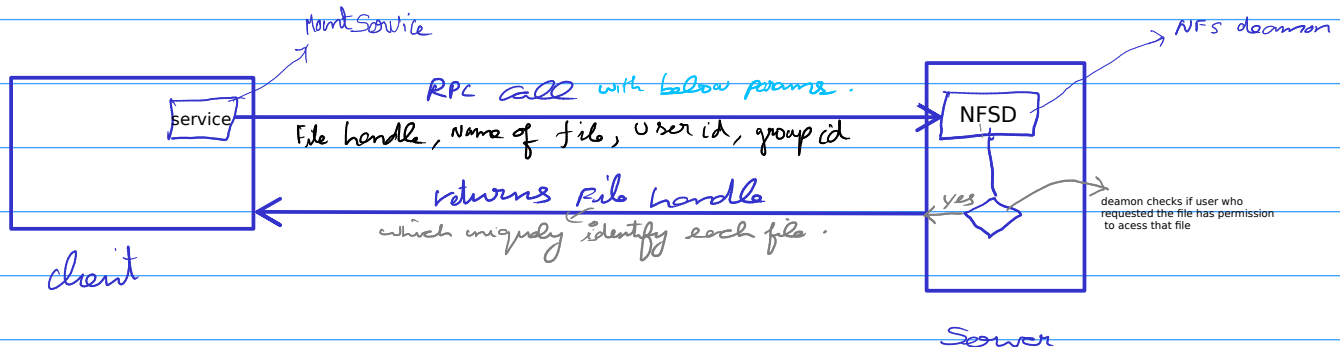 Mount Service
NFS deamon
RPC call with below params.
service
NFSD
File handle, Name of file, User id, group id
returns File handle
yes
deamon checks if user who
requested the file has permission
to acess that file
which uniquely identify each file.
client
Server